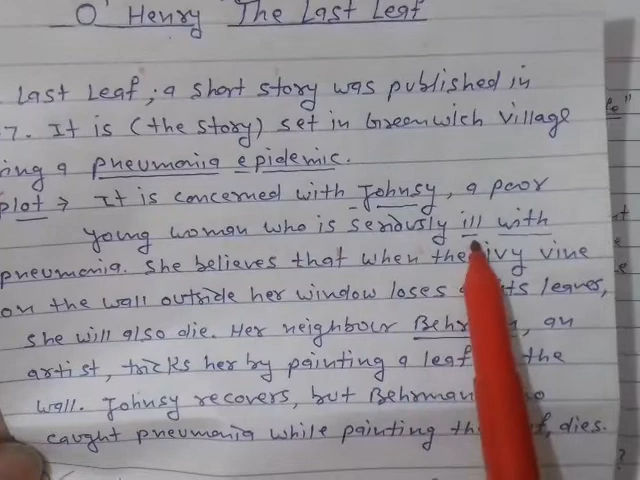 O' Henry The Last Leaf
Last Leaf; a short story was published in
7. It is (the story) set in Greenwich Village
ing a pneumonia epidemic.
plot → It is concerned with Johnsy, a poor
young woman who is seriously ill with
pneumonia. She believes that when the ivy vine
on the wall outside her window loses its leaves,
she will also die. Her neighbour Behr n, an
artist, tricks her by painting a leaf the
wall. Johnsy recovers, but Behrman o
caught pneumonia while painting th f, dies.
?